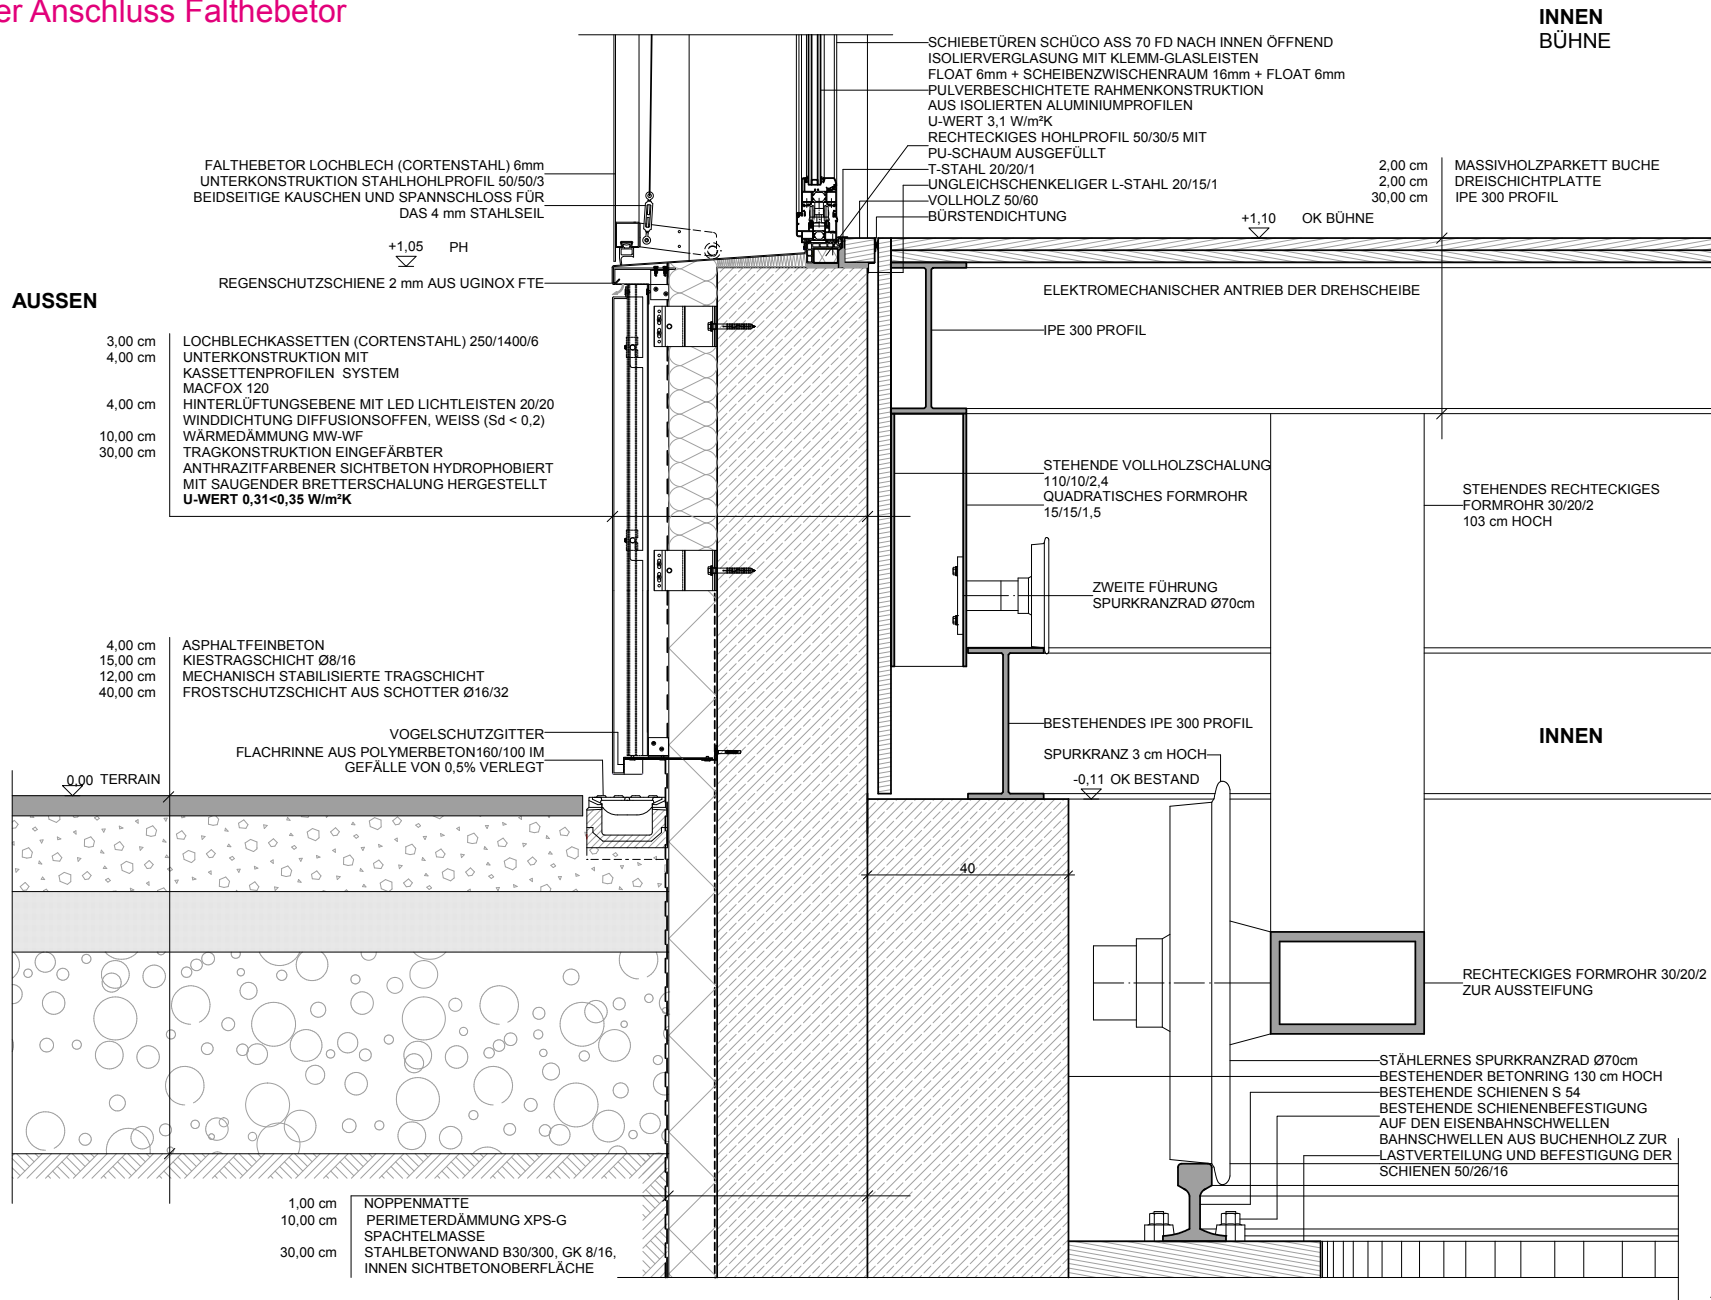 er Anschluss Falthebetor
INNEN
BÜHNE
SCHIEBETÜREN SCHÜCO ASS 70 FD NACH INNEN ÖFFNEND
ISOLIERVERGLASUNG MIT KLEMM-GLASLEISTEN
FLOAT 6mm + SCHEIBENZWISCHENRAUM 16mm + FLOAT 6mm
PULVERBESCHICHTETE RAHMENKONSTRUKTION
AUS ISOLIERTEN ALUMINIUMPROFILEN
U-WERT 3,1 W/m²K
RECHTECKIGES HOHLPROFIL 50/30/5 MIT
PU-SCHAUM AUSGEFÜLLT
T-STAHL 20/20/1
UNGLEICHSCHENKELIGER L-STAHL 20/15/1
VOLLHOLZ 50/60
BÜRSTENDICHTUNG
FALTHEBETOR LOCHBLECH (CORTENSTAHL) 6mm
UNTERKONSTRUKTION STAHLHOHLPROFIL 50/50/3
BEIDSEITIGE KAUSCHEN UND SPANNSCHLOSS FÜR
DAS 4 mm STAHLSEIL
+1,05 PH
REGENSCHUTZSCHIENE 2 mm AUS UGINOX FTE
2,00 cm MASSIVHOLZPARKETT BUCHE
2,00 cm DREISCHICHTPLATTE
30,00 cm IPE 300 PROFIL
+1,10 OK BÜHNE
AUSSEN
3,00 cm LOCHBLECHKASSETTEN (CORTENSTAHL) 250/1400/6
4,00 cm UNTERKONSTRUKTION MIT
KASSETTENPROFILEN SYSTEM
MACFOX 120
4,00 cm HINTERLÜFTUNGSEBENE MIT LED LICHTLEISTEN 20/20
WINDDICHTUNG DIFFUSIONSOFFEN, WEISS (Sd < 0,2)
10,00 cm WÄRMEDÄMMUNG MW-WF
30,00 cm TRAGKONSTRUKTION EINGEFÄRBTER
ANTHRAZITFARBENER SICHTBETON HYDROPHOBIERT
MIT SAUGENDER BRETTERSCHALUNG HERGESTELLT
U-WERT 0,31<0,35 W/m²K
ELEKTROMECHANISCHER ANTRIEB DER DREHSCHEIBE
IPE 300 PROFIL
STEHENDE VOLLHOLZSCHALUNG
110/10/2,4
QUADRATISCHES FORMROHR
15/15/1,5
STEHENDES RECHTECKIGES
FORMROHR 30/20/2
103 cm HOCH
ZWEITE FÜHRUNG
SPURKRANZRAD Ø70cm
4,00 cm ASPHALTFEINBETON
15,00 cm KIESTRAGSCHICHT Ø8/16
12,00 cm MECHANISCH STABILISIERTE TRAGSCHICHT
40,00 cm FROSTSCHUTZSCHICHT AUS SCHOTTER Ø16/32
VOGELSCHUTZGITTER
FLACHRINNE AUS POLYMERBETON160/100 IM
GEFÄLLE VON 0,5% VERLEGT
0,00 TERRAIN
BESTEHENDES IPE 300 PROFIL
SPURKRANZ 3 cm HOCH
-0,11 OK BESTAND
INNEN
40
RECHTECKIGES FORMROHR 30/20/2
ZUR AUSSTEIFUNG
STÄHLERNES SPURKRANZRAD Ø70cm
BESTEHENDER BETONRING 130 cm HOCH
BESTEHENDE SCHIENEN S 54
BESTEHENDE SCHIENENBEFESTIGUNG
AUF DEN EISENBAHNSCHWELLEN
BAHNSCHWELLEN AUS BUCHENHOLZ ZUR
LASTVERTEILUNG UND BEFESTIGUNG DER
SCHIENEN 50/26/16
1,00 cm NOPPENMATTE
10,00 cm PERIMETERDÄMMUNG XPS-G
SPACHTELMASSE
30,00 cm STAHLBETONWAND B30/300, GK 8/16,
INNEN SICHTBETONOBERFLÄCHE